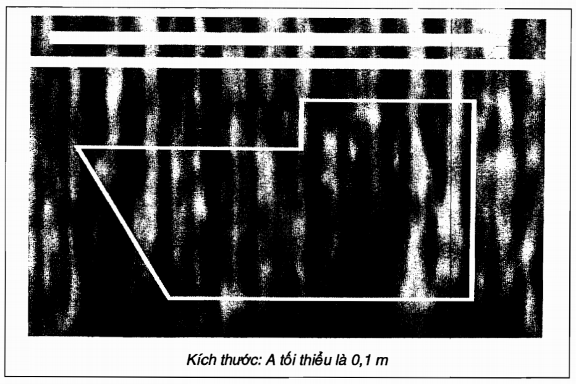 Kích thước: A tối thiểu là 0,1 m